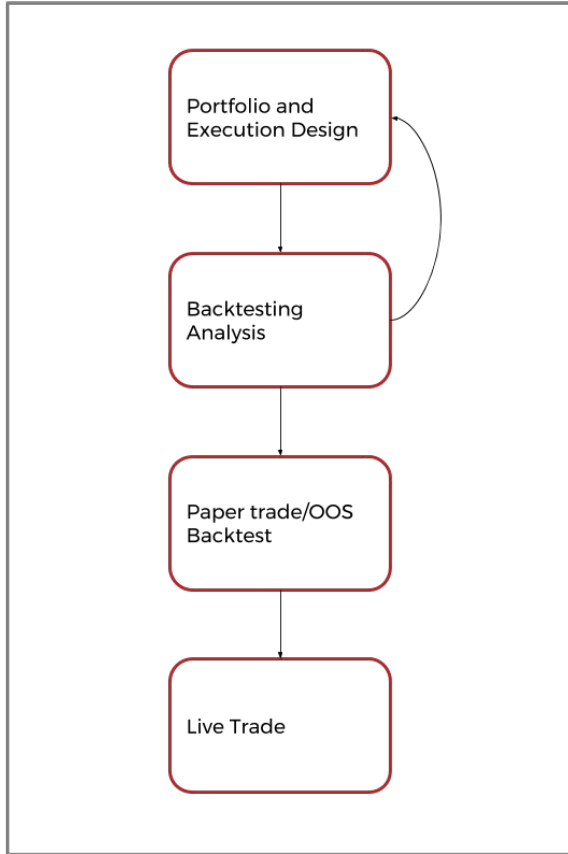 Portfolio and
Execution Design
Backtesting
Analysis
Paper trade/OOS
Backtest
Live Trade